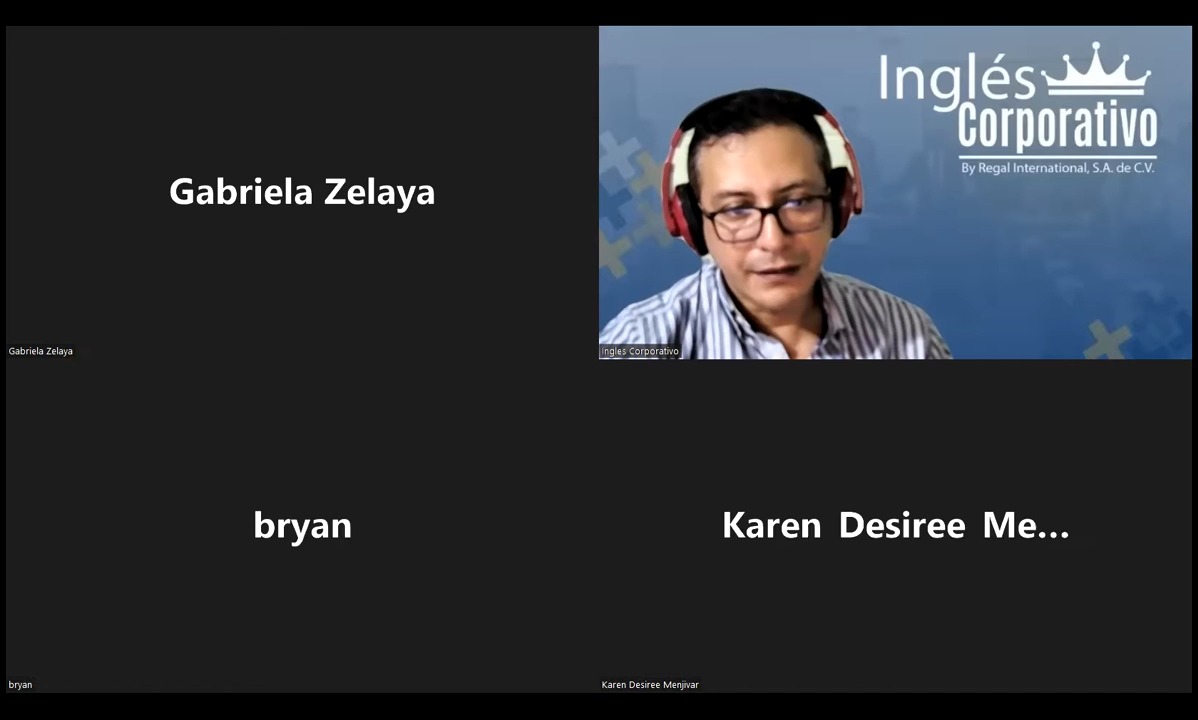 Gabriela Zelaya
Gabriela Zelaya
Inglés
Corporativo
By Regal International, S.A. de C.V.
Ingles Corporativo
bryan
bryan
Karen Desiree Me...
Karen Desiree Menjivar